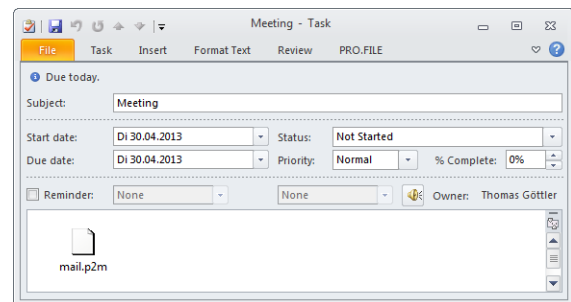 Meeting - Task
File Task Insert Format Text Review PRO.FILE
Due today.
Subject: Meeting
Start date: Di 30.04.2013 Status: Not Started
Due date: Di 30.04.2013 Priority: Normal % Complete: 0%
Reminder: None None Owner: Thomas Göttler
mail.p2m